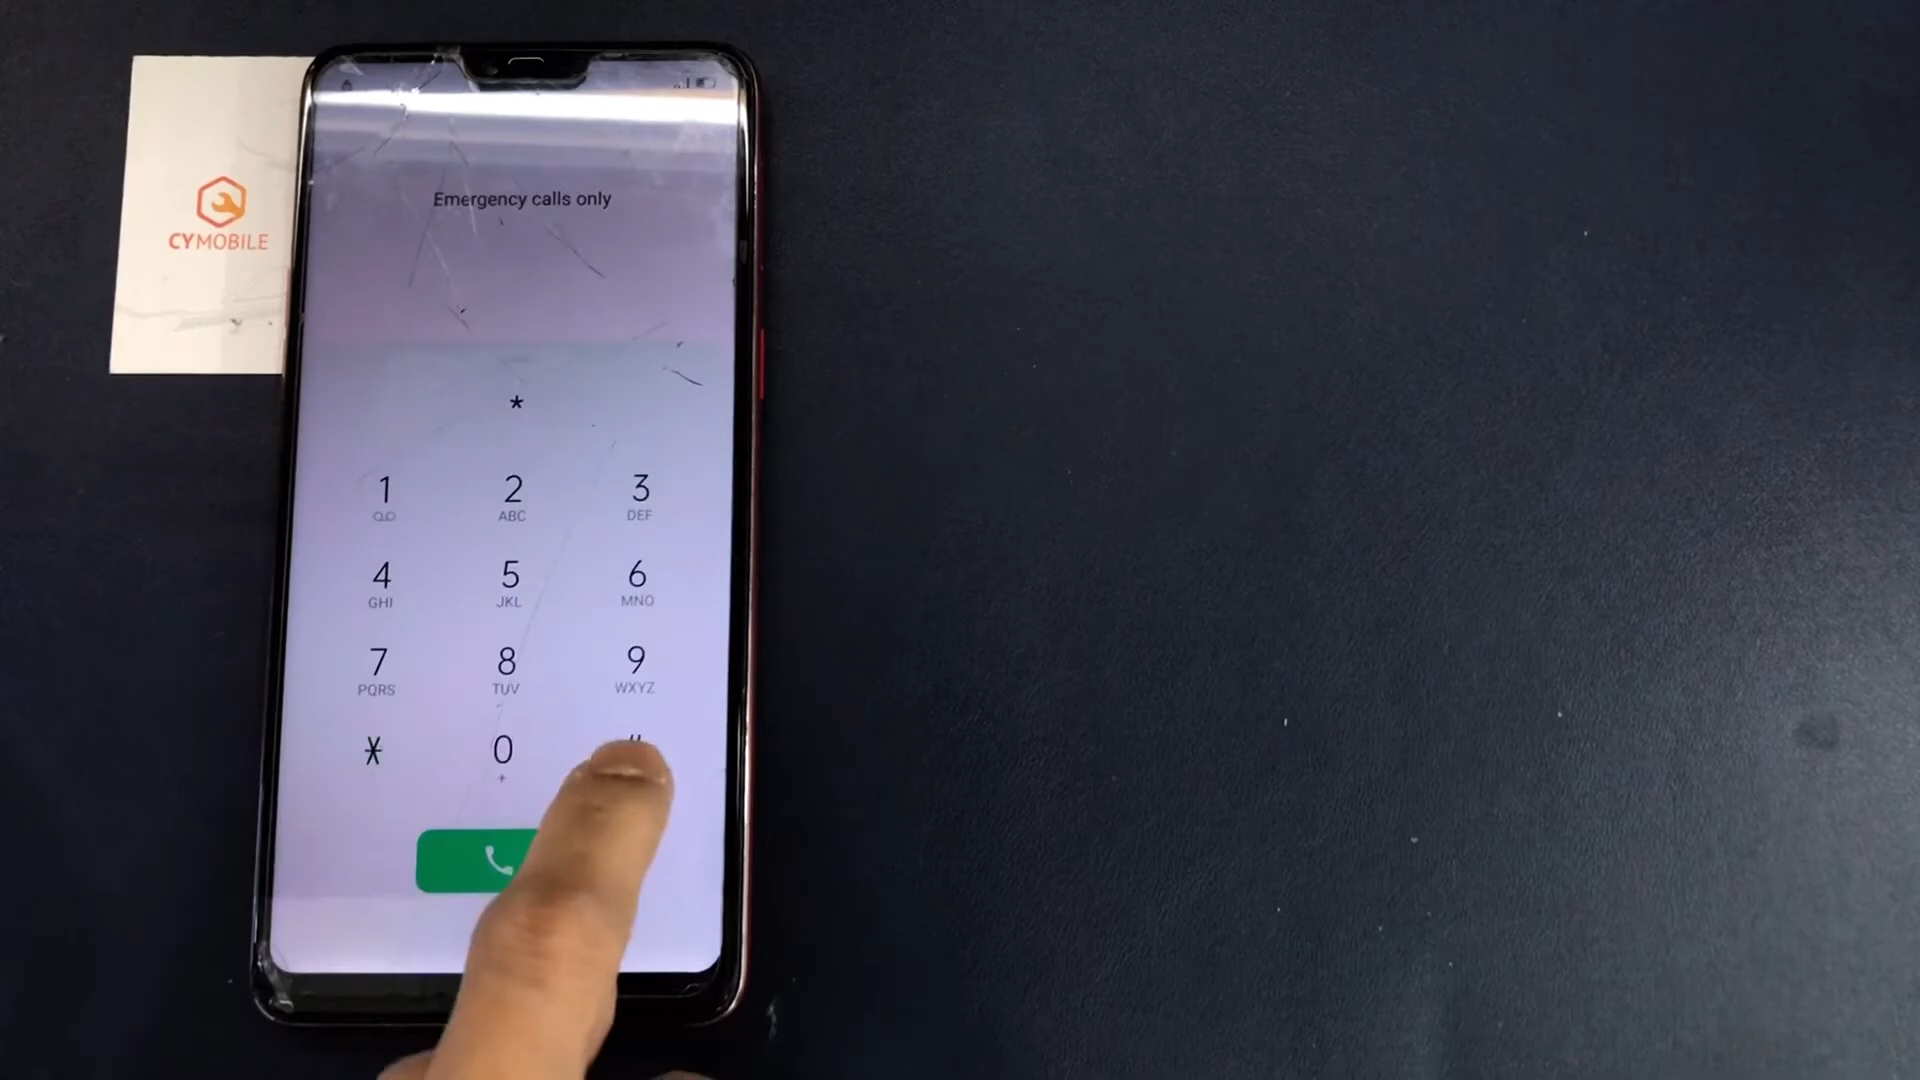 CYMOBILE
Emergency calls only
*
1 2 3
ABC DEF
4 5 6
GHI JKL MNO
7 8 9
PQRS TUV WXYZ
* 0
+